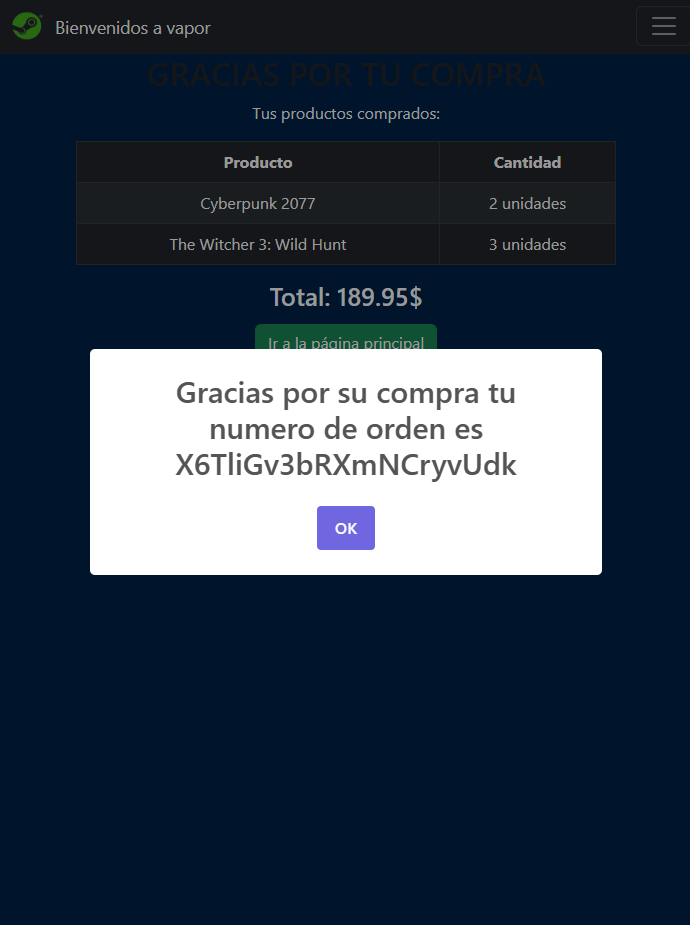 Bienvenidos a vapor
GRACIAS POR TU COMPRA
Tus productos comprados:
Producto Cantidad
Cyberpunk 2077 2 unidades
The Witcher 3: Wild Hunt 3 unidades
Total: 189.95$
Ir a la página principal
Gracias por su compra tu
numero de orden es
X6TliGv3bRXmNCryvUdk
OK